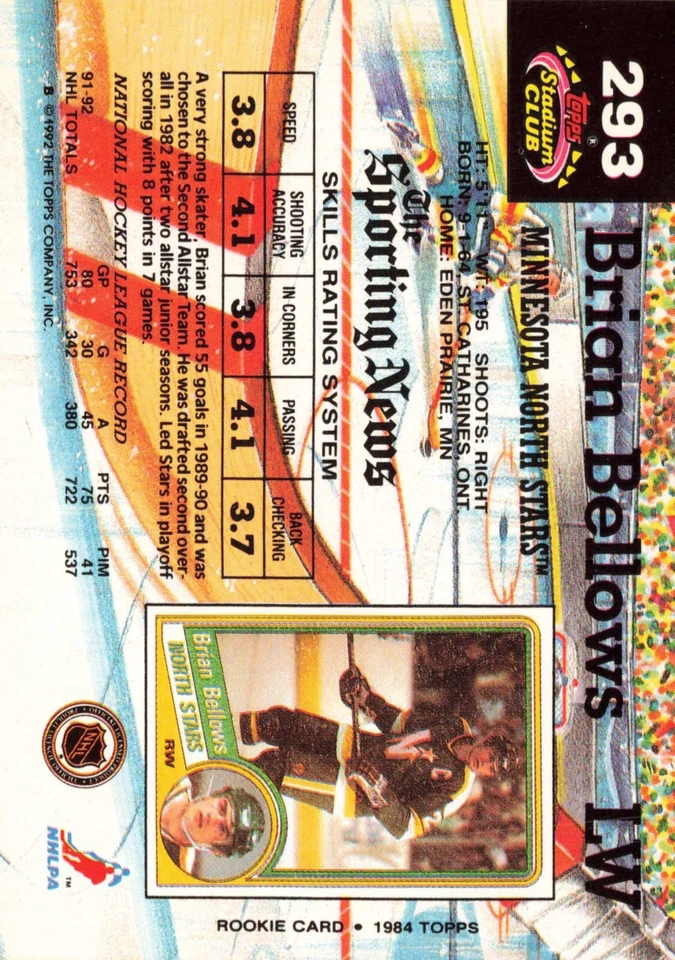 293
Topps®
Stadium
CLUB
Brian Bellows LW
MINNESOTA NORTH STARS™
WT: 195 SHOOTS: RIGHT
BORN: 9-1-64, ST. CATHARINES, ONT.
HOME: EDEN PRAIRIE, MN
The
Sporting News
SKILLS RATING SYSTEM
SPEED SHOOTING ACCURACY IN CORNERS PASSING BACK CHECKING
3.8 4.1 3.8 4.1 3.7
A very strong skater, Brian scored 55 goals in 1989-90 and was
chosen to the Second Allstar Team. He was drafted second over-
all in 1982 after two allstar junior seasons. Led Stars in playoff
scoring with 8 points in 7 games.
NATIONAL HOCKEY LEAGUE RECORD
GP G A PTS PIM
91-92 80 30 45 75 41
NHL TOTALS 753 342 380 722 537
B © 1992 THE TOPPS COMPANY, INC.
Brian Bellows
NORTH STARS RW
C
ROOKIE CARD • 1984 TOPPS
NHL
NHLPA™